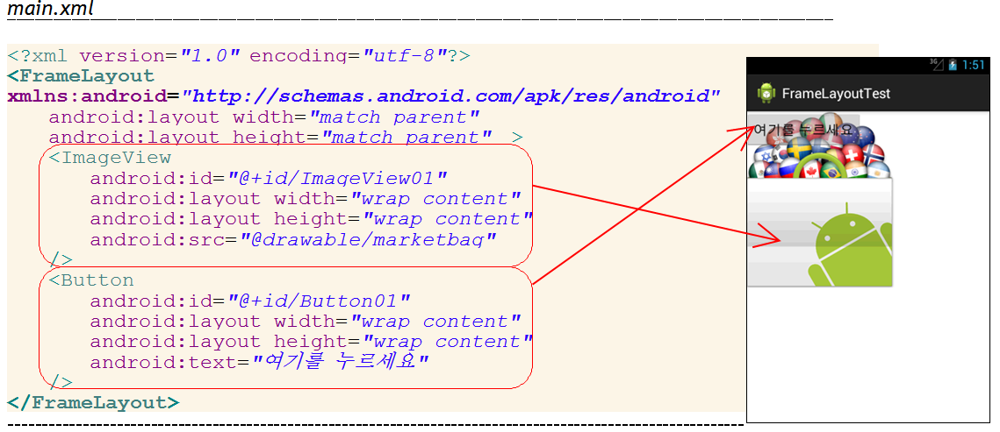 main.xml
<?xml version="1.0" encoding="utf-8"?>
<FrameLayout
xmlns:android="http://schemas.android.com/apk/res/android"
android:layout_width="match_parent"
android:layout_height="match_parent" >
<ImageView
android:id="@+id/ImageView01"
android:layout_width="wrap_content"
android:layout_height="wrap_content"
android:src="@drawable/marketbag"
/>
<Button
android:id="@+id/Button01"
android:layout_width="wrap_content"
android:layout_height="wrap_content"
android:text="여기를 누르세요"
/>
</FrameLayout>
3G 1:51
FrameLayoutTest
여기를 누르세요